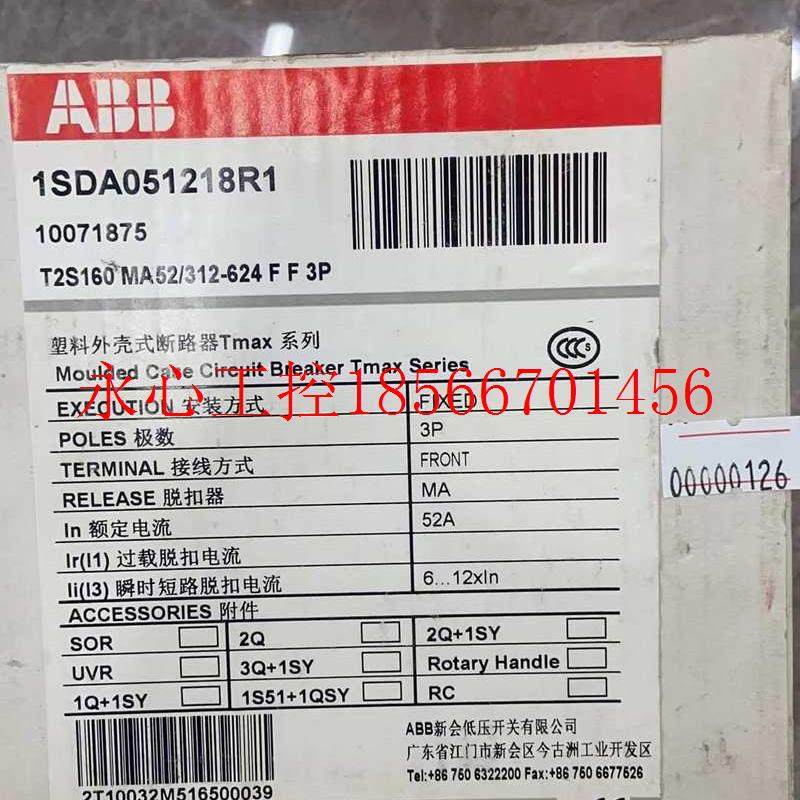 ABB
1SDA051218R1
10071875
T2S160 MA52/312-624 F F 3P
塑料外壳式断路器Tmax 系列
Moulded Case Circuit Breaker Tmax Series
CCC S
永心工控18566701456
EXECUTION 安装方式 FIXED
POLES 极数 3P
TERMINAL 接线方式 FRONT
RELEASE 脱扣器 MA
In 额定电流 52A
Ir(I1) 过载脱扣电流
Ii(I3) 瞬时短路脱扣电流 6...12xIn
ACCESSORIES 附件
SOR 2Q 2Q+1SY
UVR 3Q+1SY Rotary Handle
1Q+1SY 1S51+1QSY RC
00000126
2T10032M516500039
ABB新会低压开关有限公司
广东省江门市新会区今古洲工业开发区
Tel:+86 750 6322200 Fax:+86 750 6677526